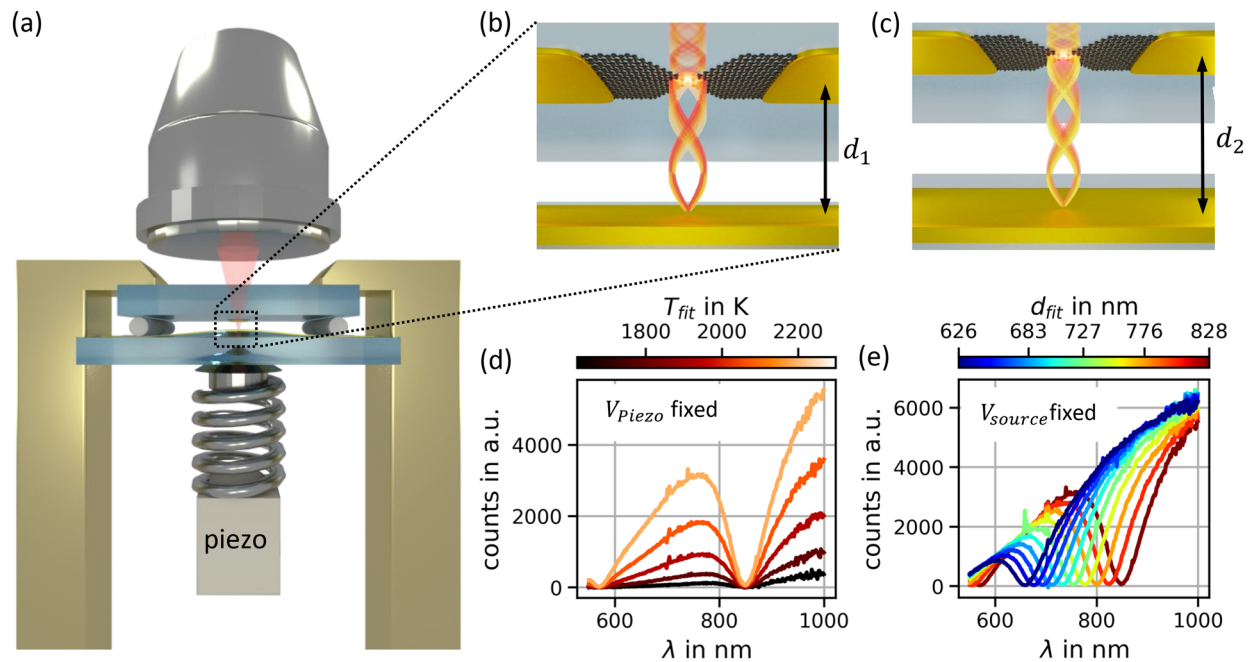 (a)
piezo
(b)
d₁
(c)
d₂
T_fit in K
1800 2000 2200
(d)
V_Piezo fixed
counts in a.u.
4000
2000
0
600 800 1000
λ in nm
d_fit in nm
626 683 727 776 828
(e)
V_source fixed
counts in a.u.
6000
4000
2000
0
600 800 1000
λ in nm